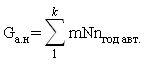 Gа.н = ∑₁ᵏ mNnгод авт.